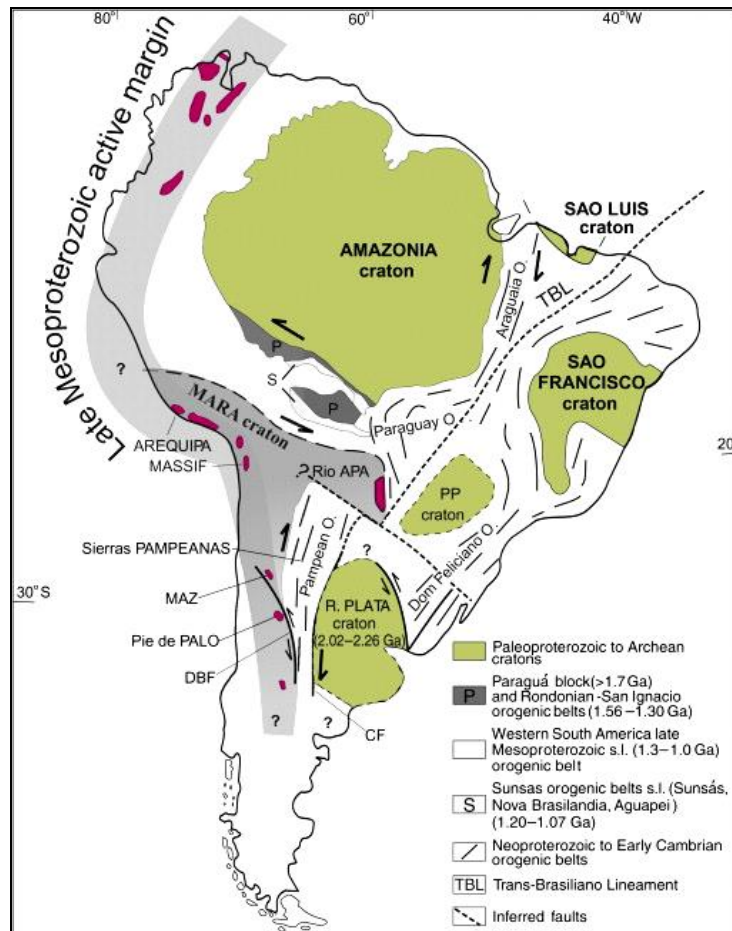 80°
60°
40°W
Late Mesoproterozoic active margin
SAO LUIS
craton
AMAZONIA
craton
Araguaia O.
TBL
P
SAO
FRANCISCO
craton
?
S
P
MARA craton
Paraguay O.
AREQUIPA
MASSIF
20
? Rio APA
PP
craton
Sierras PAMPEANAS
Pampean O.
?
Dom Feliciano O.
30°S
MAZ
R. PLATA
craton
(2.02–2.26 Ga)
Pie de PALO
DBF
?
?
CF
Paleoproterozoic to Archean
cratons
P
Paraguá block(>1.7 Ga)
and Rondonian-San Ignacio
orogenic belts (1.56–1.30 Ga)
Western South America late
Mesoproterozoic s.l. (1.3–1.0 Ga)
orogenic belt
S
Sunsas orogenic belts s.l. (Sunsás,
Nova Brasilandia, Aguapei)
(1.20–1.07 Ga)
Neoproterozoic to Early Cambrian
orogenic belts
TBL
Trans-Brasiliano Lineament
Inferred faults